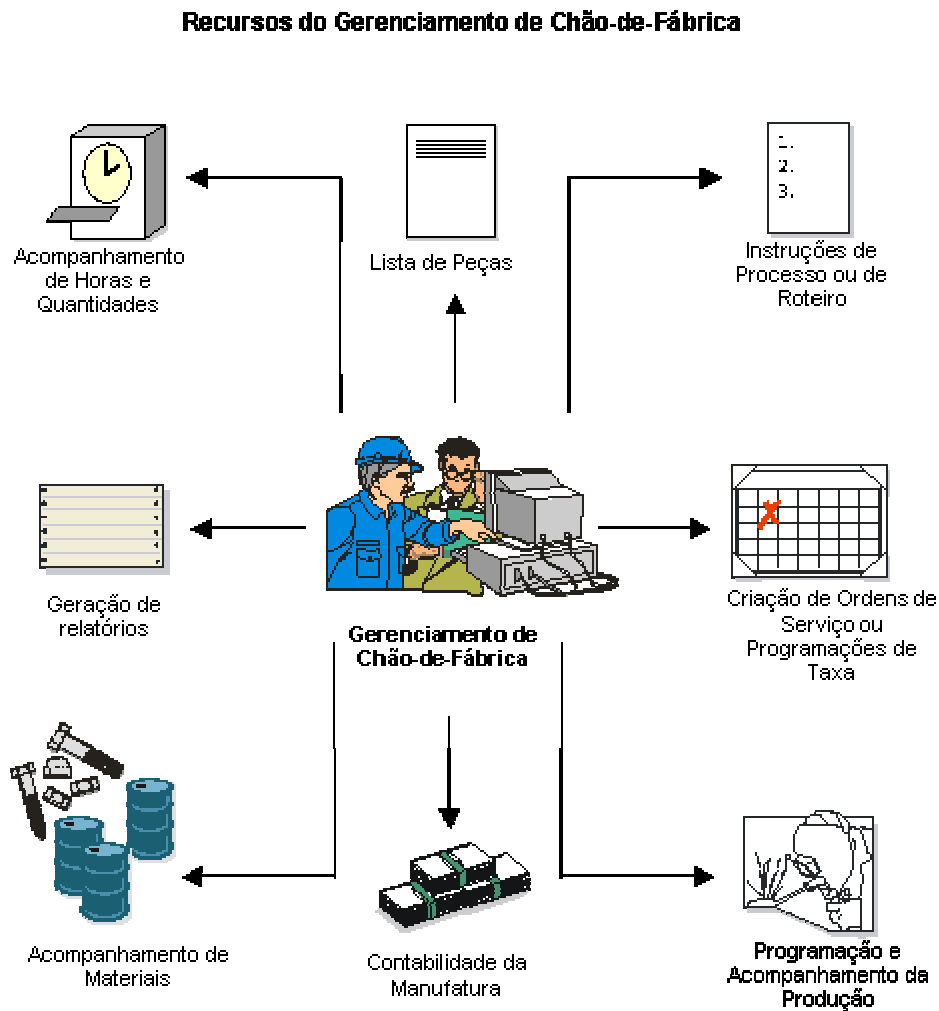 Recursos do Gerenciamento de Chão-de-Fábrica
Acompanhamento
de Horas e
Quantidades
Lista de Peças
1.
2.
3.
Instruções de
Processo ou de
Roteiro
Geração de
relatórios
Gerenciamento de
Chão-de-Fábrica
Criação de Ordens de
Serviço ou
Programações de
Taxa
Acompanhamento de
Materiais
Contabilidade da
Manufatura
Programação e
Acompanhamento da
Produção